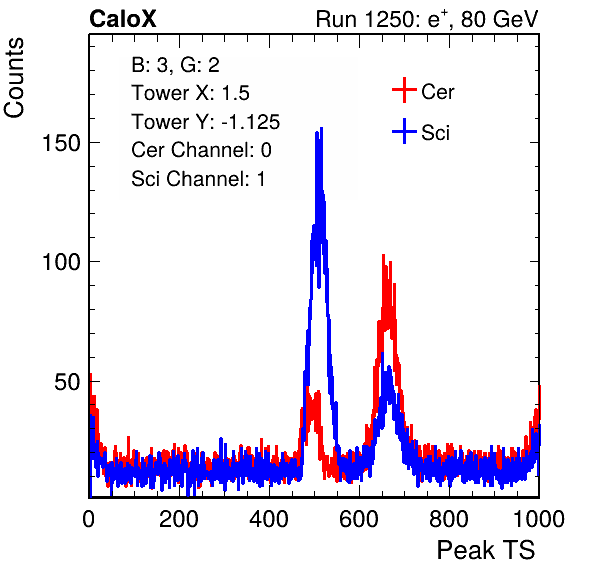 CaloX Run 1250: e+, 80 GeV
Counts
B: 3, G: 2
Tower X: 1.5
Tower Y: -1.125
Cer Channel: 0
Sci Channel: 1
Cer
Sci
150
100
50
0 200 400 600 800 1000
Peak TS